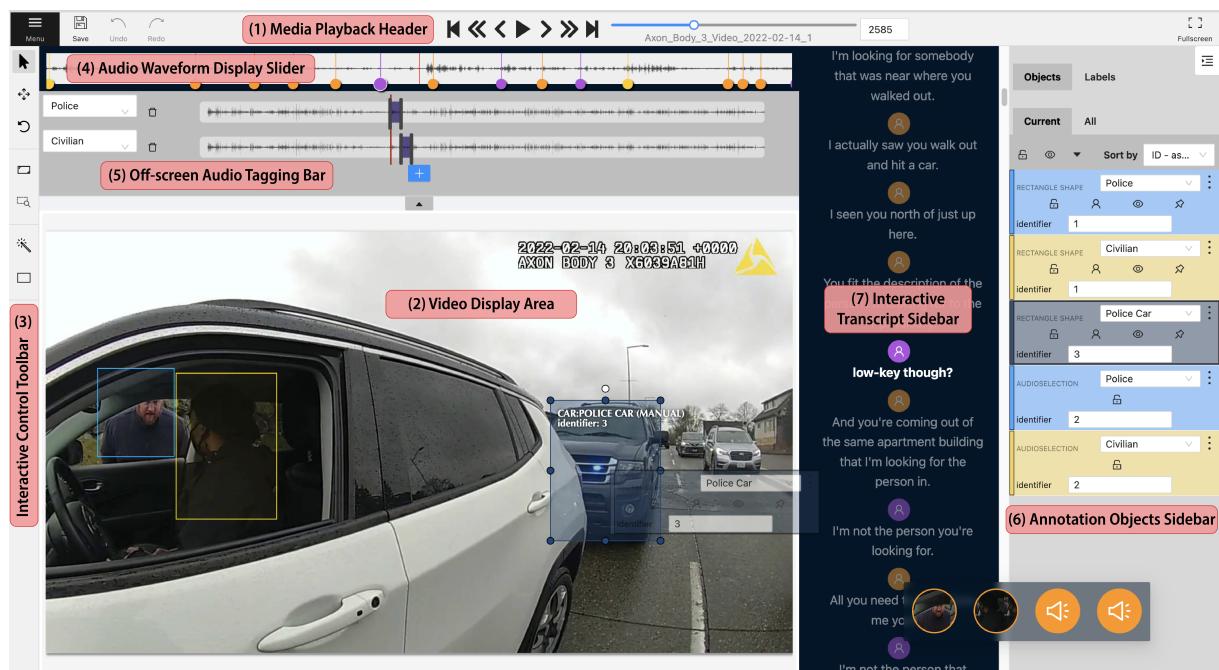 Menu
Save
Undo
Redo
(1) Media Playback Header
Axon_Body_3_Video_2022-02-14_1
2585
Fullscreen
(4) Audio Waveform Display Slider
Police
Civilian
(5) Off-screen Audio Tagging Bar
2022-02-14 20:03:51 +0000
AXON BODY 3 X6039A81H
(2) Video Display Area
(3) Interactive Control Toolbar
CAR:POLICE CAR (MANUAL)
identifier: 3
Police Car
identifier
3
I'm looking for somebody
that was near where you
walked out.
I actually saw you walk out
and hit a car.
I seen you north of just up
here.
You fit the description of the
the
(7) Interactive
Transcript Sidebar
low-key though?
And you're coming out of
the same apartment building
that I'm looking for the
person in.
I'm not the person you're
looking for.
All you need
me
I'm not the person that
Objects
Labels
Current
All
Sort by
ID - as...
RECTANGLE SHAPE
Police
identifier
1
RECTANGLE SHAPE
Civilian
identifier
1
RECTANGLE SHAPE
Police Car
identifier
3
AUDIOSELECTION
Police
identifier
2
AUDIOSELECTION
Civilian
identifier
2
(6) Annotation Objects Sidebar